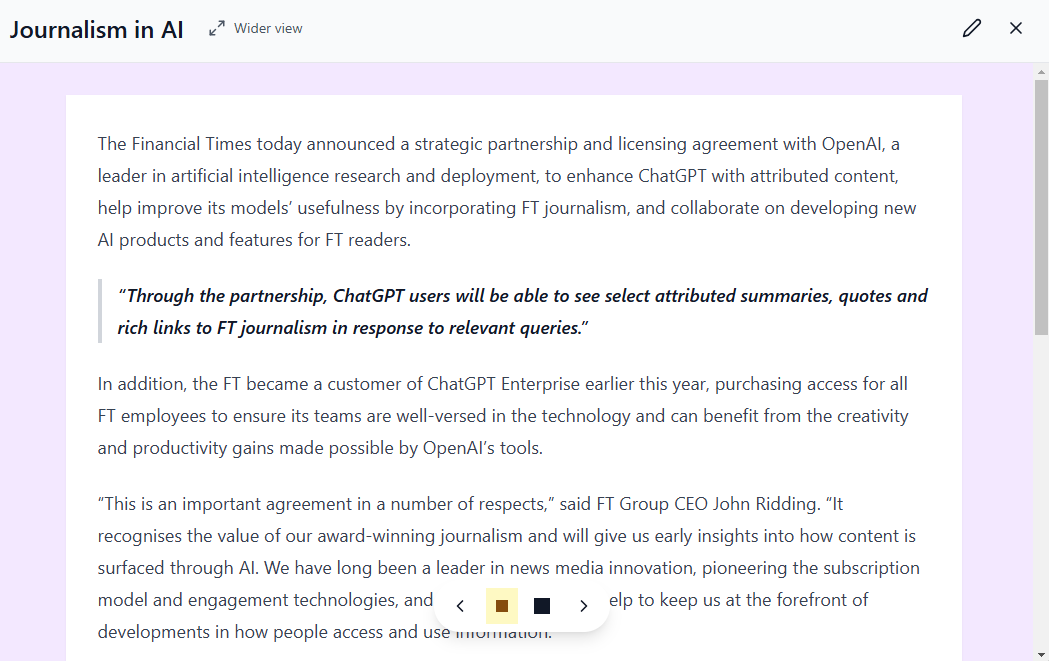 Journalism in AI
Wider view
The Financial Times today announced a strategic partnership and licensing agreement with OpenAI, a
leader in artificial intelligence research and deployment, to enhance ChatGPT with attributed content,
help improve its models’ usefulness by incorporating FT journalism, and collaborate on developing new
AI products and features for FT readers.
“Through the partnership, ChatGPT users will be able to see select attributed summaries, quotes and
rich links to FT journalism in response to relevant queries.”
In addition, the FT became a customer of ChatGPT Enterprise earlier this year, purchasing access for all
FT employees to ensure its teams are well-versed in the technology and can benefit from the creativity
and productivity gains made possible by OpenAI’s tools.
“This is an important agreement in a number of respects,” said FT Group CEO John Ridding. “It
recognises the value of our award-winning journalism and will give us early insights into how content is
surfaced through AI. We have long been a leader in news media innovation, pioneering the subscription
model and engagement technologies, and elp to keep us at the forefront of
developments in how people access and use information.